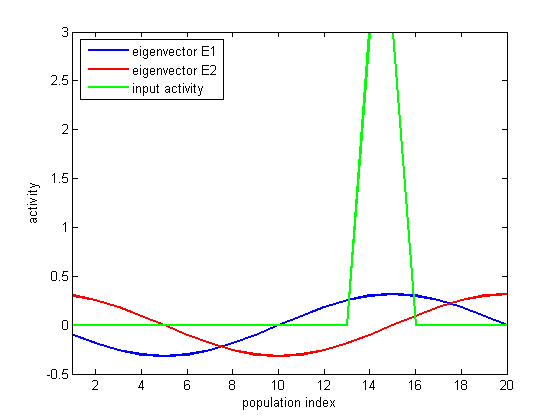 3
eigenvector E1
eigenvector E2
input activity
2.5
2
1.5
1
0.5
0
-0.5
activity
2 4 6 8 10 12 14 16 18 20
population index